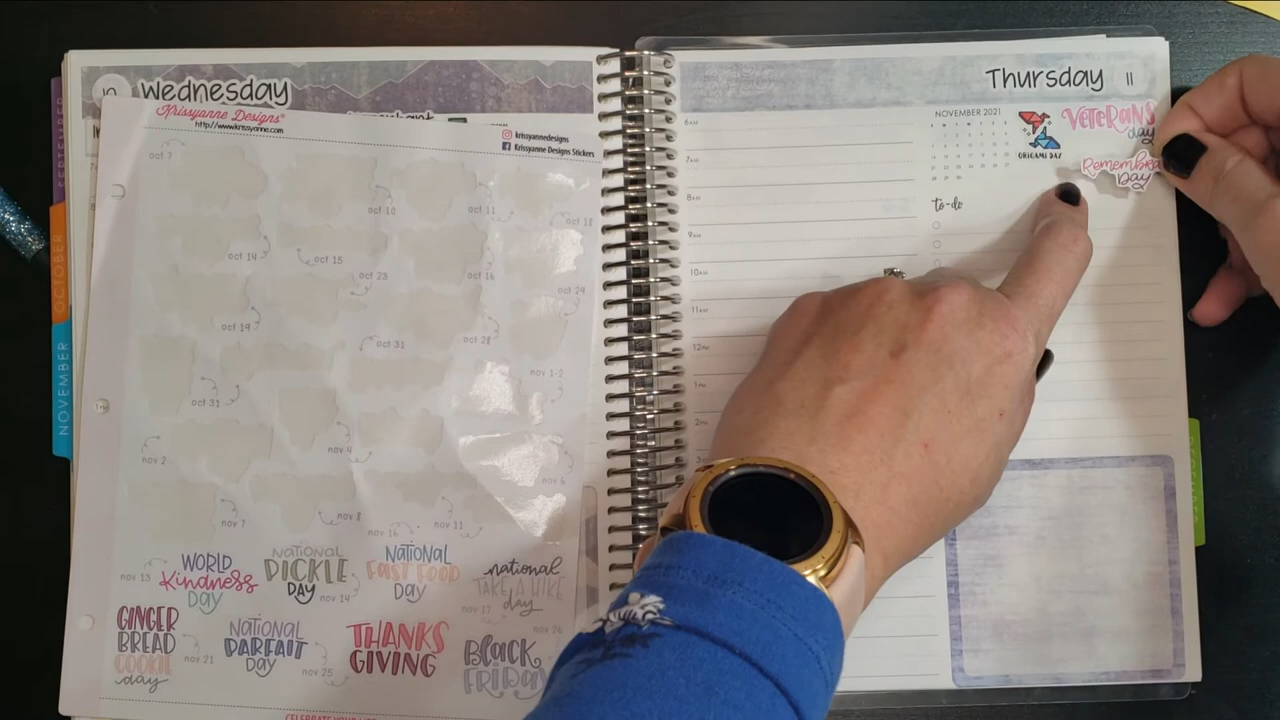 SEPTEMBER
OCTOBER
NOVEMBER
10
Wednesday
Krissyanne Designs®
http://www.krissyanne.com
krissyannedesigns
Krissyanne Designs Stickers
oct 7
oct 10
oct 11
oct 14
oct 15
oct 23
oct 16
oct 24
oct 19
oct 31
oct 28
nov 1-2
oct 31
nov 2
nov 4
nov 6
nov 7
nov 8
nov 16
nov 11
nov 13
WORLD
Kindness
DAY
NATIONAL
PICKLE
DAY
nov 14
NATIONAL
FAST FOOD
DAY
national
TAKE A HIKE
day
nov 17
nov 26
GINGER
BREAD
COOKIE
day
nov 21
NATIONAL
PARFAIT
DAY
nov 25
THANKS
GIVING
BLACK
FRIDAY
Thursday 11
NOVEMBER 2021
ORIGAMI DAY
VETERANS
day
Remembra
Day
to-do
6AM
7AM
8AM
9AM
10AM
11AM
12PM
1PM
2PM